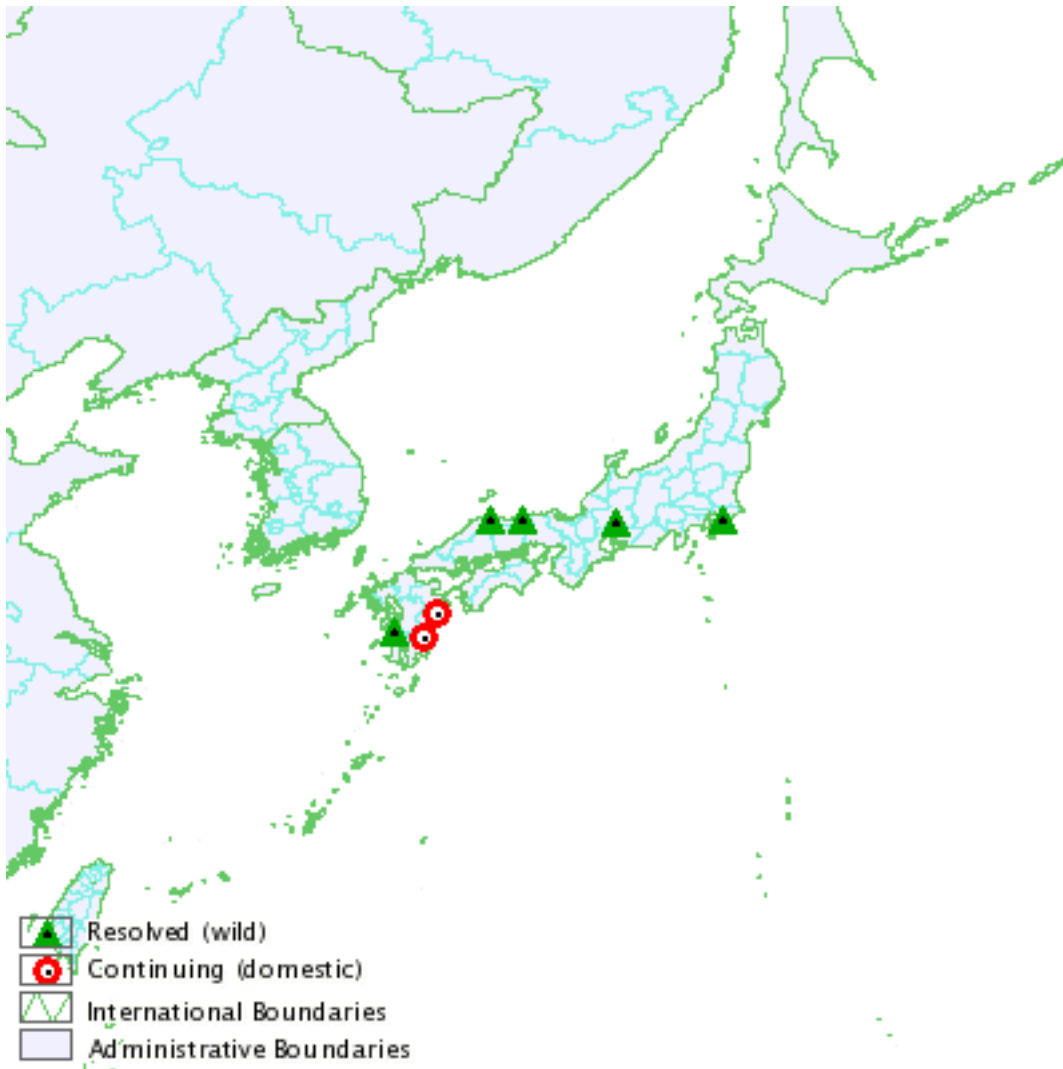 Resolved (wild)
Continuing (domestic)
International Boundaries
Administrative Boundaries